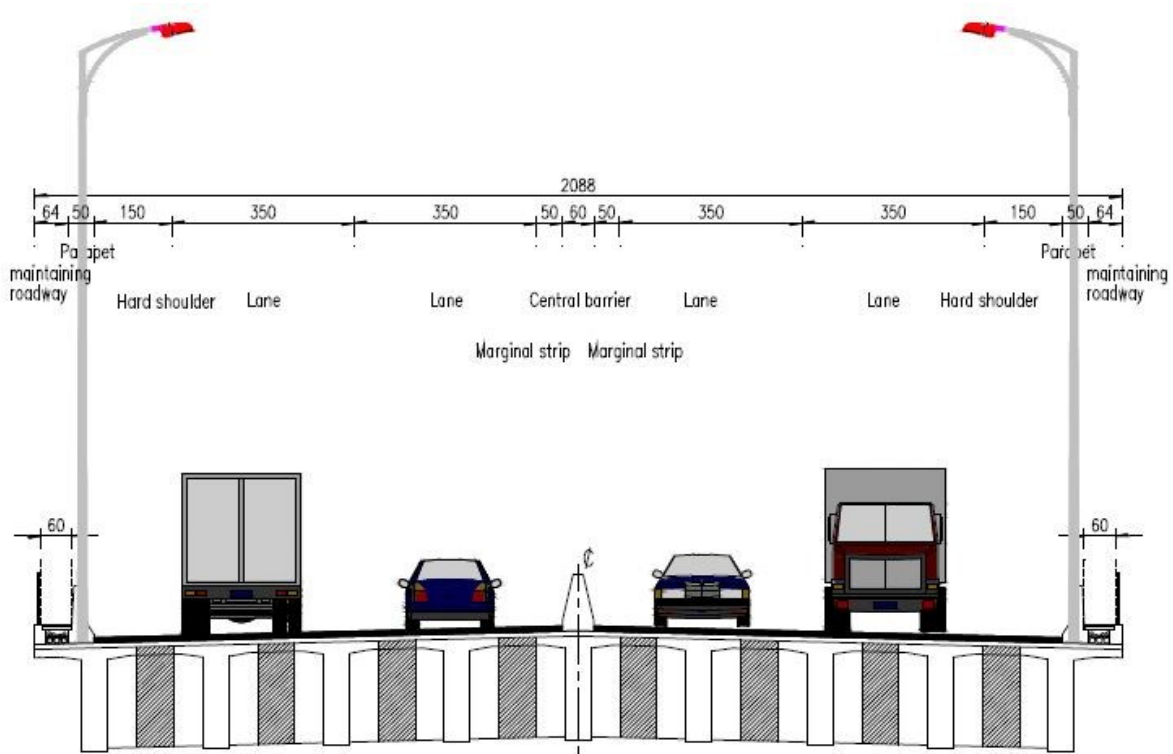 2088
64 50 150 350 350 50 60 50 350 350 150 50 64
Parapet Parapet
maintaining maintaining
roadway roadway
Hard shoulder Lane Lane Central barrier Lane Lane Hard shoulder
Marginal strip Marginal strip
60 60
℄